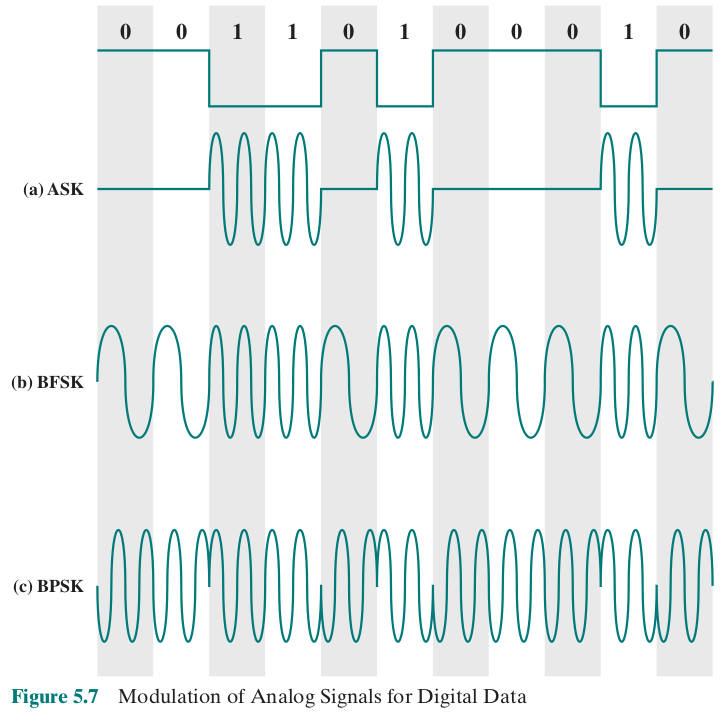 0 0 1 1 0 1 0 0 0 1 0
(a) ASK
(b) BFSK
(c) BPSK
Figure 5.7 Modulation of Analog Signals for Digital Data